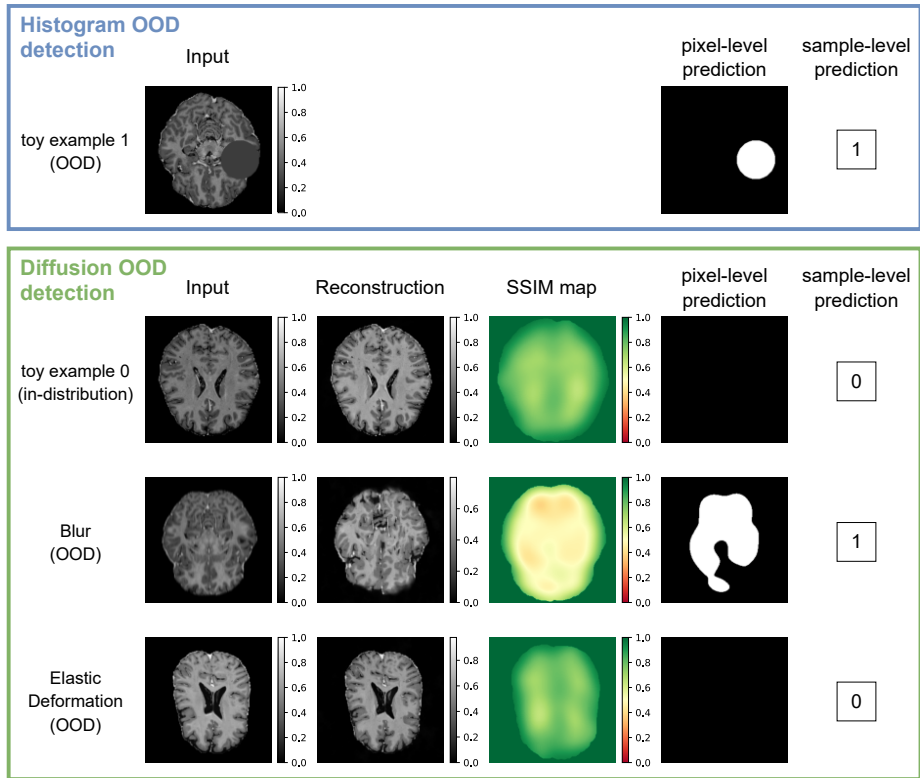 Histogram OOD
detection
Input
pixel-level
prediction
sample-level
prediction
toy example 1
(OOD)
1.0
0.8
0.6
0.4
0.2
0.0
1
Diffusion OOD
detection
Input
Reconstruction
SSIM map
pixel-level
prediction
sample-level
prediction
toy example 0
(in-distribution)
1.0
0.8
0.6
0.4
0.2
0.0
1.0
0.8
0.6
0.4
0.2
0.0
1.0
0.8
0.6
0.4
0.2
0.0
0
Blur
(OOD)
1.0
0.8
0.6
0.4
0.2
0.0
0.6
0.4
0.2
0.0
1.0
0.8
0.6
0.4
0.2
0.0
1
Elastic
Deformation
(OOD)
1.0
0.8
0.6
0.4
0.2
0.0
0.8
0.6
0.4
0.2
0.0
1.0
0.8
0.6
0.4
0.2
0.0
0